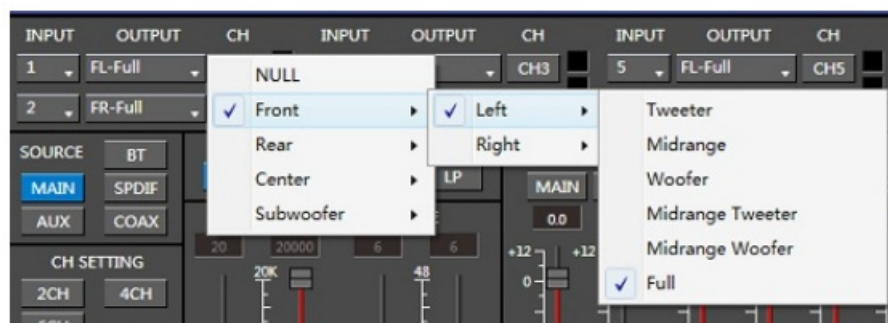 INPUT OUTPUT CH INPUT OUTPUT CH INPUT OUTPUT CH
1 FL-Full CH3 5 FL-Full CH5
2 FR-Full
NULL
Front
Rear
Center
Subwoofer
Left
Right
Tweeter
Midrange
Woofer
Midrange Tweeter
Midrange Woofer
Full
SOURCE BT
MAIN SPDIF
AUX COAX
CH SETTING
2CH 4CH
LP MAIN
0.0
20 20000 6 6
+12 +12
20K 48 0